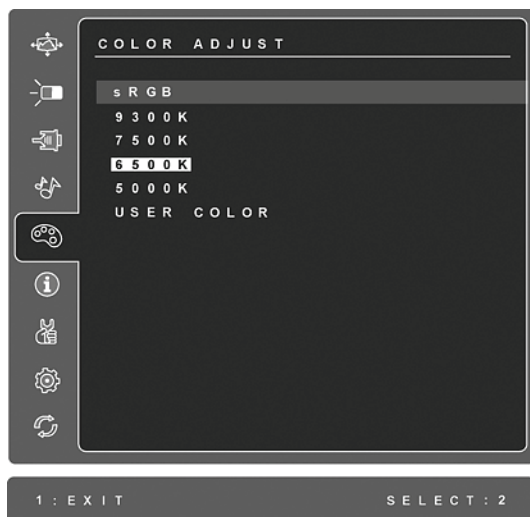 COLOR ADJUST
sRGB
9300K
7500K
6500K
5000K
USER COLOR
1:EXIT SELECT:2